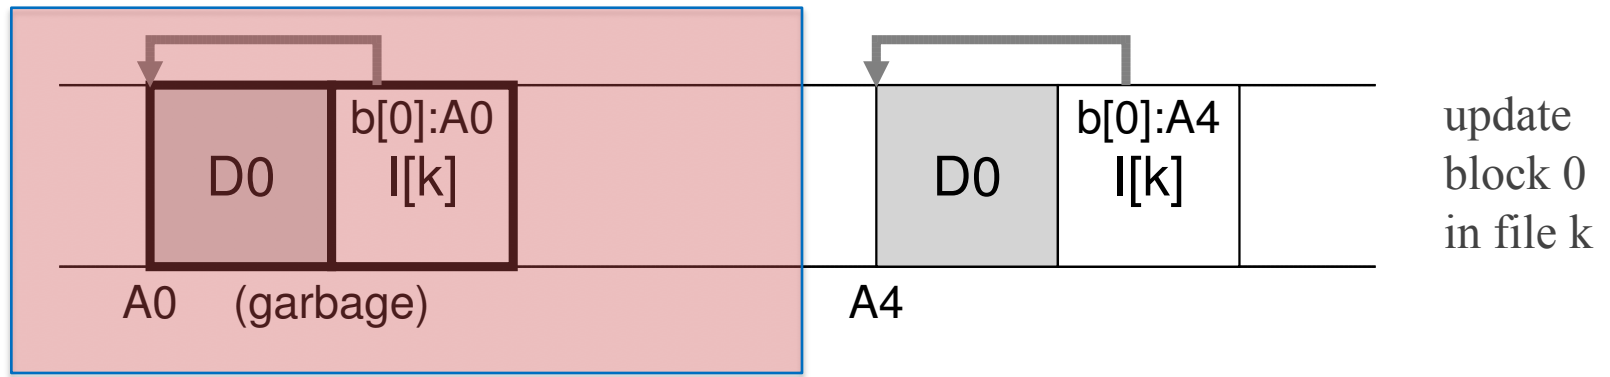 b[0]:A0
D0
I[k]
A0
(garbage)
b[0]:A4
D0
I[k]
A4
update
block 0
in file k